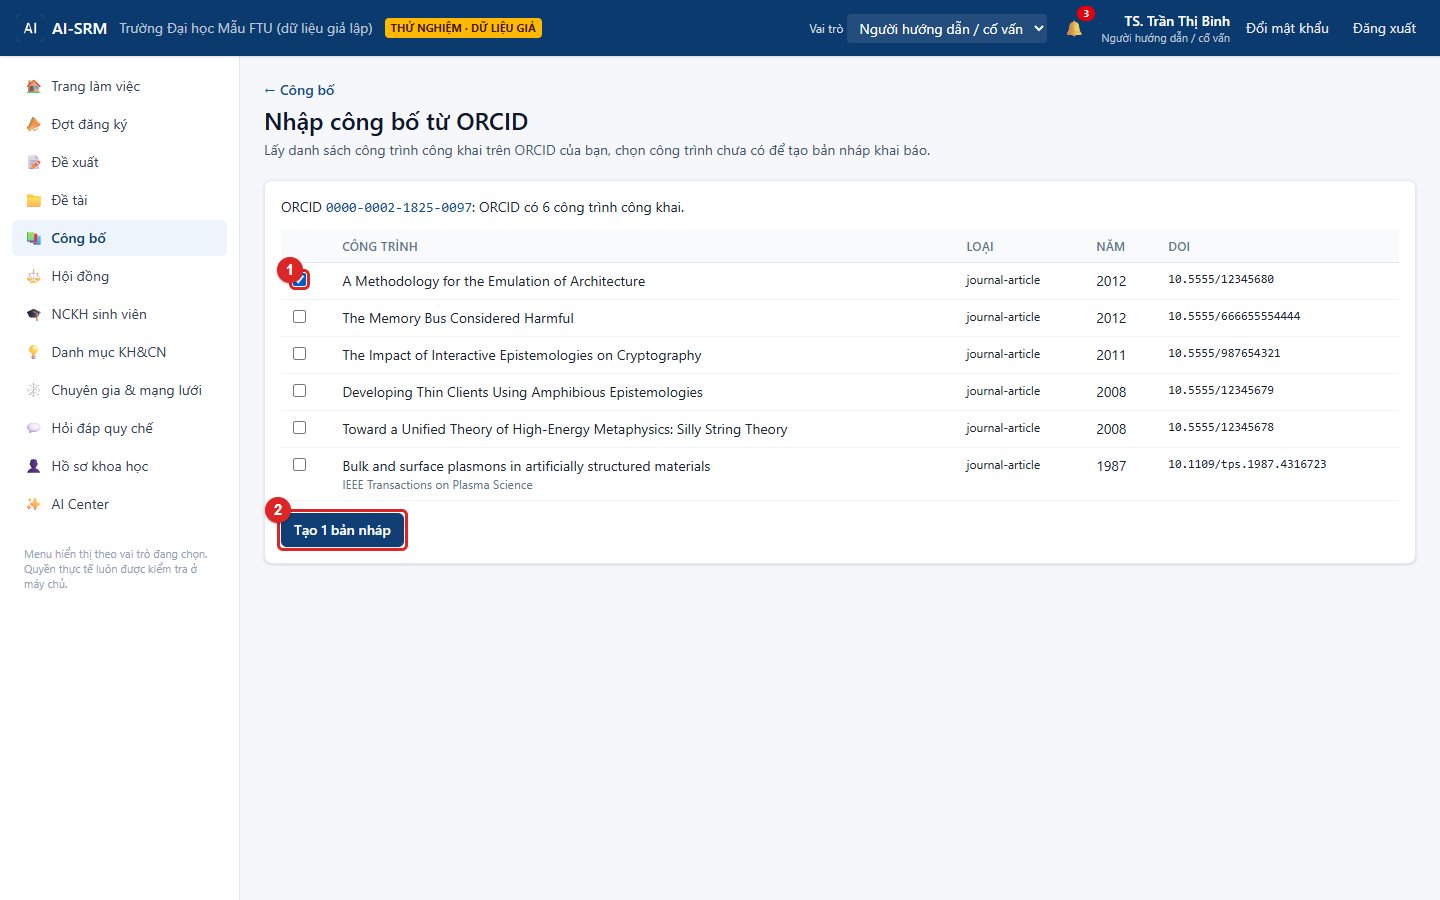 AI AI-SRM Trường Đại học Mẫu FTU (dữ liệu giả lập) THỬ NGHIỆM · DỮ LIỆU GIẢ Vai trò Người hướng dẫn / cố vấn 3 TS. Trần Thị Bình Đổi mật khẩu Đăng xuất
Người hướng dẫn / cố vấn
Trang làm việc
Đợt đăng ký
Đề xuất
Đề tài
Công bố
Hội đồng
NCKH sinh viên
Danh mục KH&CN
Chuyên gia & mạng lưới
Hỏi đáp quy chế
Hồ sơ khoa học
AI Center
Menu hiển thị theo vai trò đang chọn.
Quyền thực tế luôn được kiểm tra ở
máy chủ.
← Công bố
Nhập công bố từ ORCID
Lấy danh sách công trình công khai trên ORCID của bạn, chọn công trình chưa có để tạo bản nháp khai báo.
ORCID 0000-0002-1825-0097: ORCID có 6 công trình công khai.
CÔNG TRÌNH LOẠI NĂM DOI
1 A Methodology for the Emulation of Architecture journal-article 2012 10.5555/12345680
The Memory Bus Considered Harmful journal-article 2012 10.5555/666655554444
The Impact of Interactive Epistemologies on Cryptography journal-article 2011 10.5555/987654321
Developing Thin Clients Using Amphibious Epistemologies journal-article 2008 10.5555/12345679
Toward a Unified Theory of High-Energy Metaphysics: Silly String Theory journal-article 2008 10.5555/12345678
Bulk and surface plasmons in artificially structured materials journal-article 1987 10.1109/tps.1987.4316723
IEEE Transactions on Plasma Science
2 Tạo 1 bản nháp